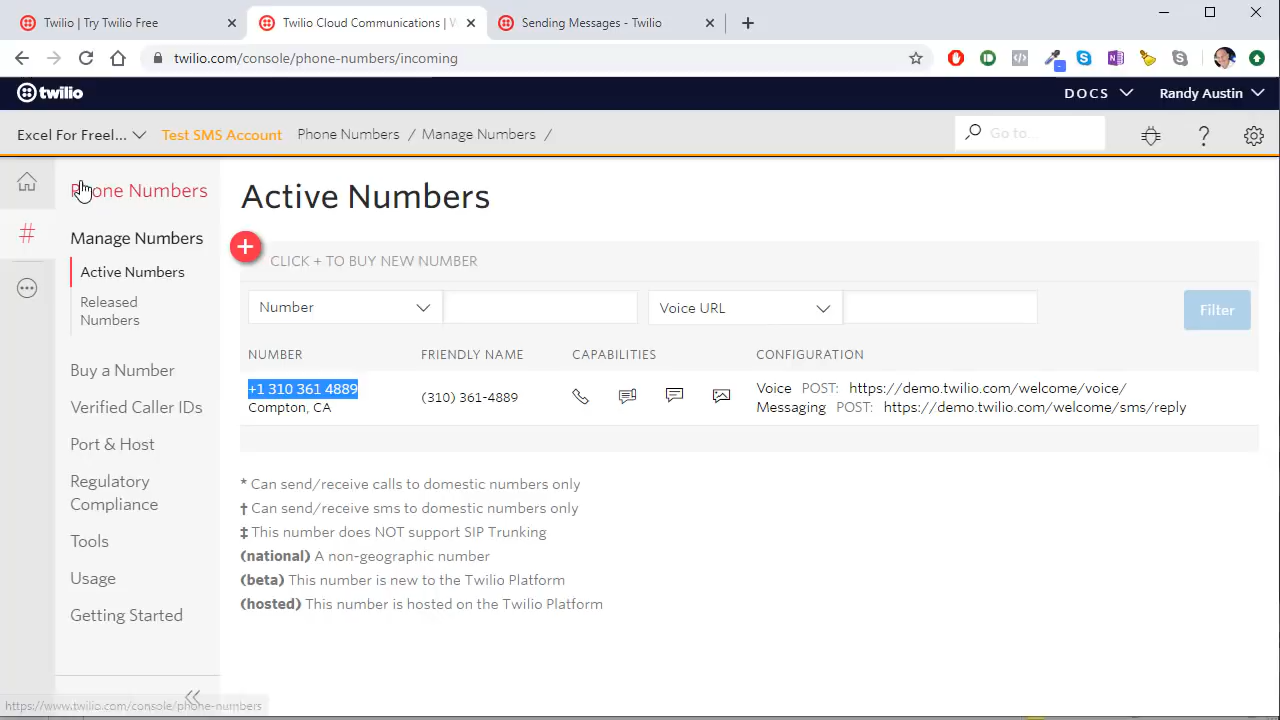 Twilio | Try Twilio Free
Twilio Cloud Communications | W
Sending Messages - Twilio
twilio.com/console/phone-numbers/incoming
twilio
DOCS
Randy Austin
Excel For Freel...
Test SMS Account
Phone Numbers /
Manage Numbers /
Go to...
Phone Numbers
Manage Numbers
Active Numbers
Released
Numbers
Buy a Number
Verified Caller IDs
Port & Host
Regulatory
Compliance
Tools
Usage
Getting Started
Active Numbers
CLICK + TO BUY NEW NUMBER
Number
Voice URL
Filter
NUMBER FRIENDLY NAME CAPABILITIES CONFIGURATION
+1 310 361 4889
Compton, CA
(310) 361-4889
Voice POST: https://demo.twilio.com/welcome/voice/
Messaging POST: https://demo.twilio.com/welcome/sms/reply
* Can send/receive calls to domestic numbers only
† Can send/receive sms to domestic numbers only
‡ This number does NOT support SIP Trunking
(national) A non-geographic number
(beta) This number is new to the Twilio Platform
(hosted) This number is hosted on the Twilio Platform
https://www.twilio.com/console/phone-numbers